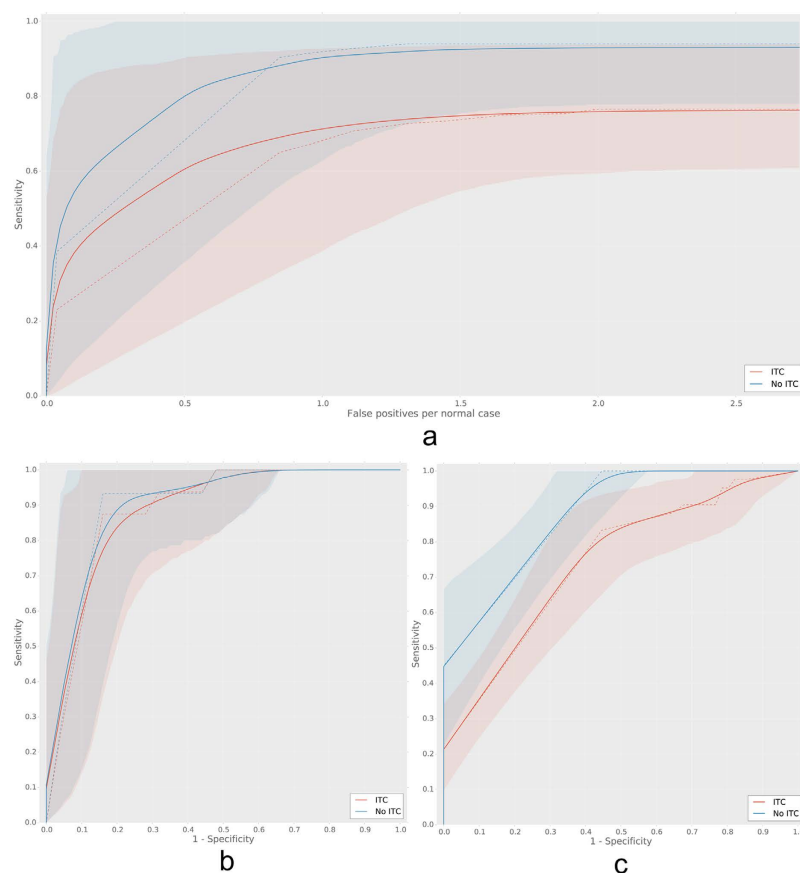 1.0
0.8
0.6
0.4
0.2
0.0
Sensitivity
0.0 0.5 1.0 1.5 2.0 2.5
False positives per normal case
ITC
No ITC
a
1.0
0.9
0.8
0.7
0.6
0.5
0.4
0.3
0.2
0.1
0.0
Sensitivity
0.0 0.1 0.2 0.3 0.4 0.5 0.6 0.7 0.8 0.9 1.0
1 - Specificity
ITC
No ITC
b
1.0
0.9
0.8
0.7
0.6
0.5
0.4
0.3
0.2
0.1
0.0
Sensitivity
0.0 0.1 0.2 0.3 0.4 0.5 0.6 0.7 0.8 0.9
1 - Specificity
ITC
No ITC
c